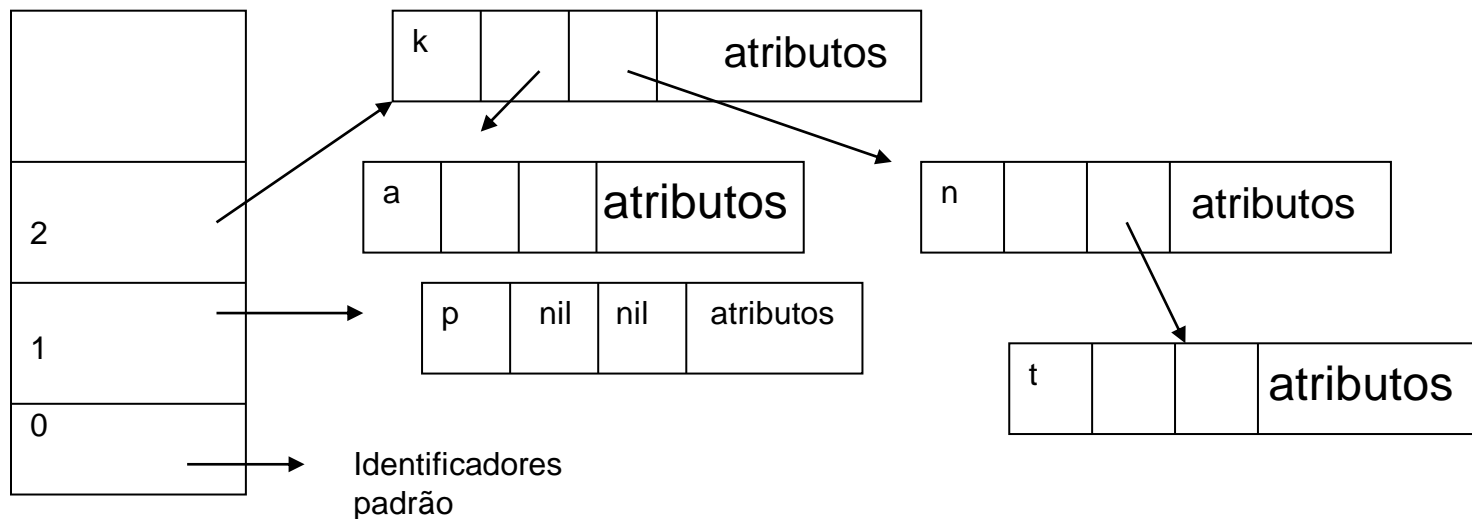 k atributos
a atributos
n atributos
2
p nil nil atributos
1
t atributos
0
Identificadores
padrão